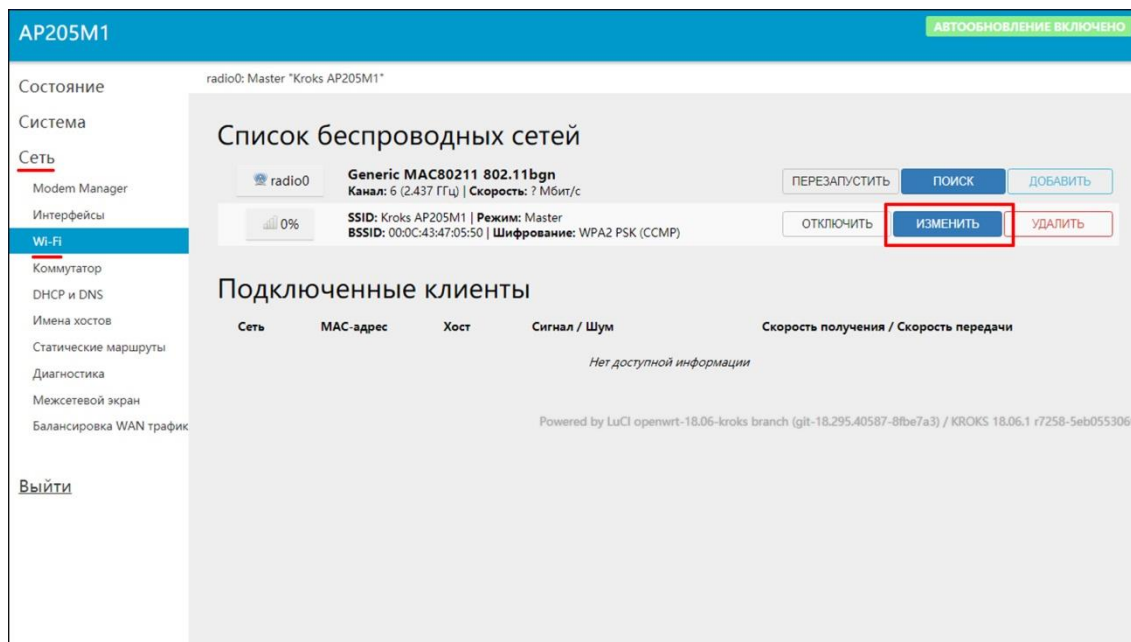 AP205M1
АВТООБНОВЛЕНИЕ ВКЛЮЧЕНО
radio0: Master "Kroks AP205M1"
Состояние
Система
Сеть
Modem Manager
Интерфейсы
Wi-Fi
Коммутатор
DHCP и DNS
Имена хостов
Статические маршруты
Диагностика
Межсетевой экран
Балансировка WAN трафик
Выйти
Список беспроводных сетей
radio0
Generic MAC80211 802.11bgn
Канал: 6 (2.437 ГГц) | Скорость: ? Мбит/с
ПЕРЕЗАПУСТИТЬ ПОИСК ДОБАВИТЬ
0%
SSID: Kroks AP205M1 | Режим: Master
BSSID: 00:0C:43:47:05:50 | Шифрование: WPA2 PSK (CCMP)
ОТКЛЮЧИТЬ ИЗМЕНИТЬ УДАЛИТЬ
Подключенные клиенты
Сеть MAC-адрес Хост Сигнал / Шум Скорость получения / Скорость передачи
Нет доступной информации
Powered by LuCI openwrt-18.06-kroks branch (git-18.295.40587-8fbe7a3) / KROKS 18.06.1 r7258-5eb055306